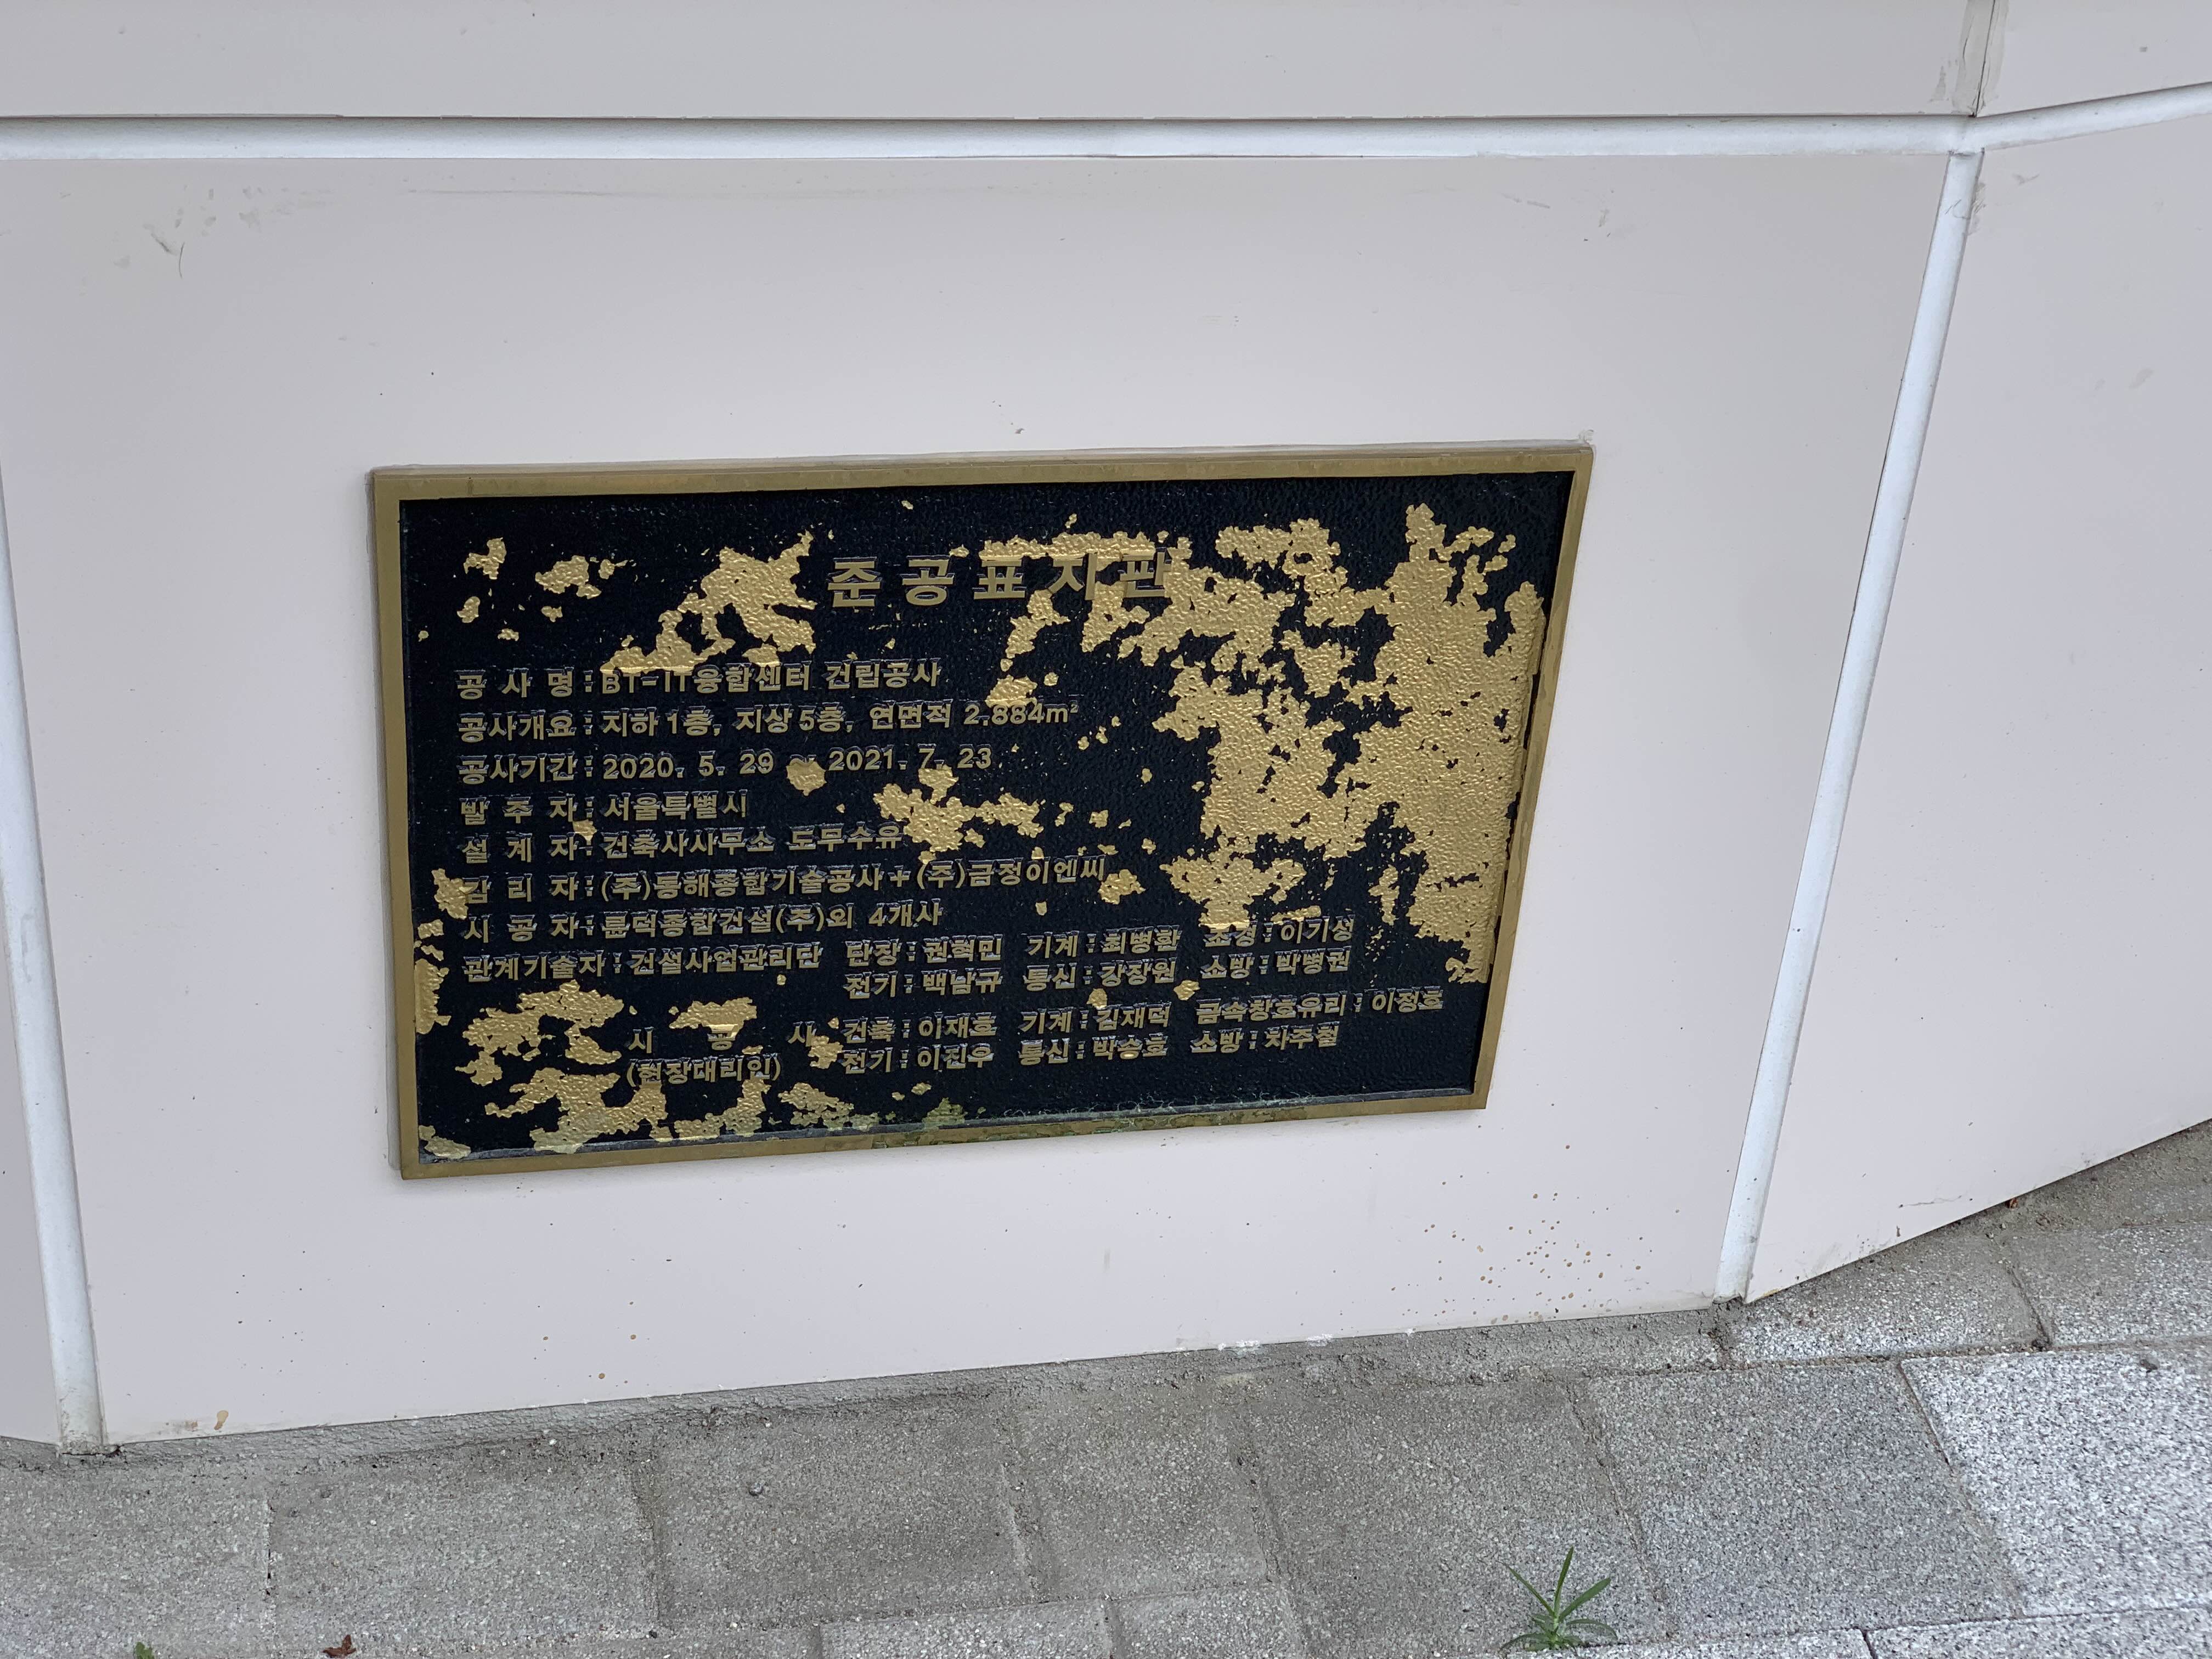 준공표지판
공 사 명 : BT-IT융합센터 건립공사
공사개요 : 지하 1층, 지상 5층, 연면적 2.884m²
공사기간 : 2020. 5. 29 ~ 2021. 7. 23
발 주 자 : 서울특별시
설 계 자 : 건축사사무소 도무수유
감 리 자 : (주)동해종합기술공사 + (주)금정이엔씨
시 공 자 : 륜덕종합건설(주)외 4개사
관계기술자 : 건설사업관리단 단장 : 권혁민 기계 : 최병환 조경 : 이기성
전기 : 백남규 통신 : 강장원 소방 : 박병권
시 공 사 건축 : 이재호 기계 : 김재덕 금속창호유리 : 이정호
(현장대리인) 전기 : 이진우 통신 : 박승호 소방 : 차주철